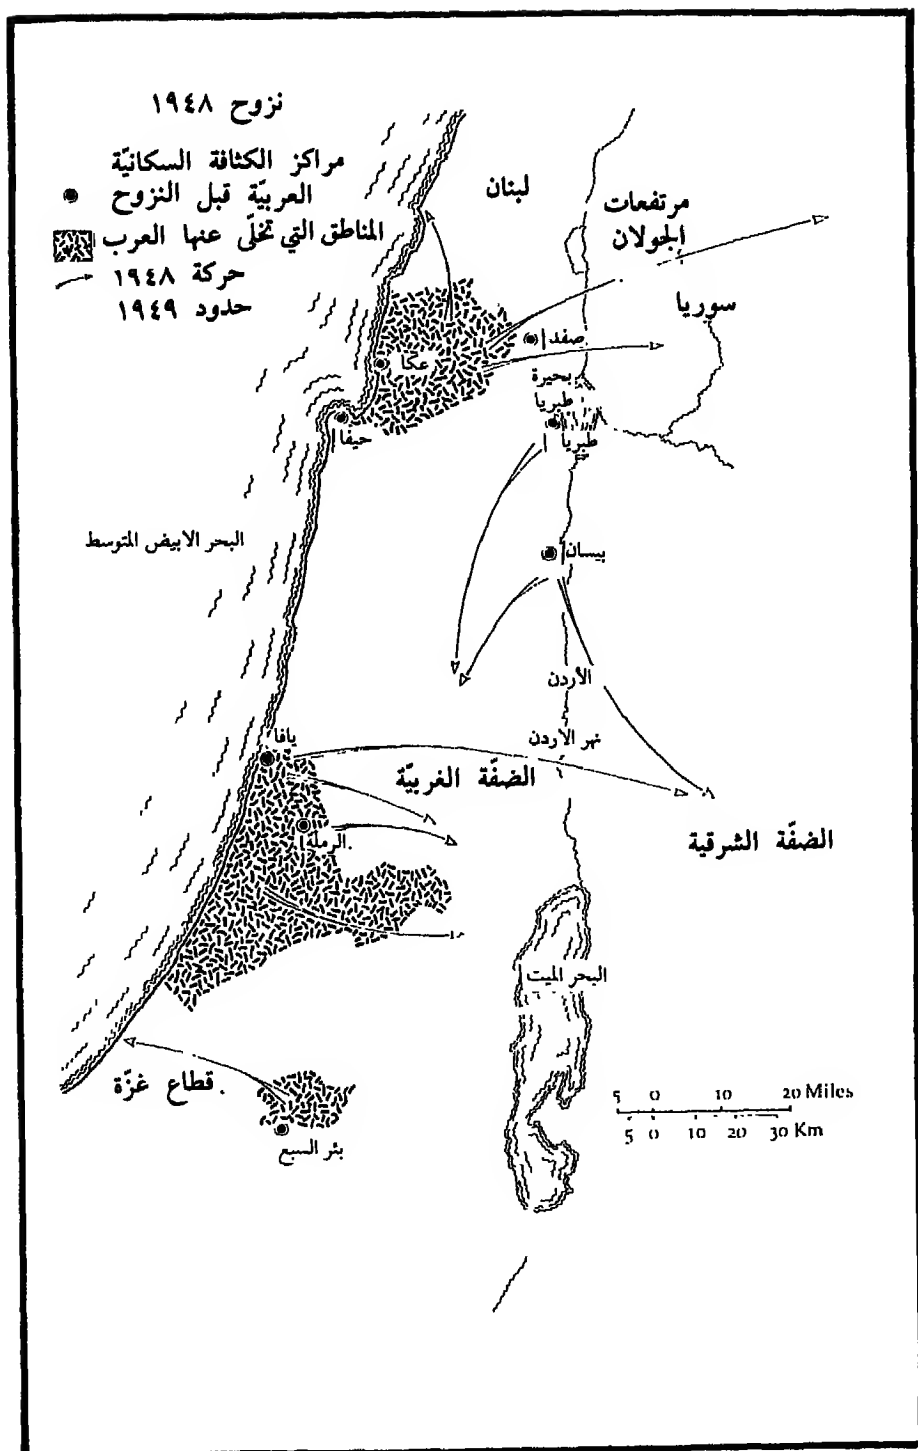 نزوح ١٩٤٨
مراكز الكثافة السكانيّة
العربيّة قبل النزوح
المناطق التي تخلّى عنها العرب
حركة ١٩٤٨
حدود ١٩٤٩
لبنان
مرتفعات
الجولان
سوريا
صفد
عكا
بحيرة
طبريا
طبريا
حيفا
البحر الابيض المتوسط
بيسان
الأردن
نهر الاردن
يافا
الضفّة الغربيّة
الرملة
الضفّة الشرقية
البحر الميت
قطاع غزّة
بئر السبع
5 0 10 20 Miles
5 0 10 20 30 Km